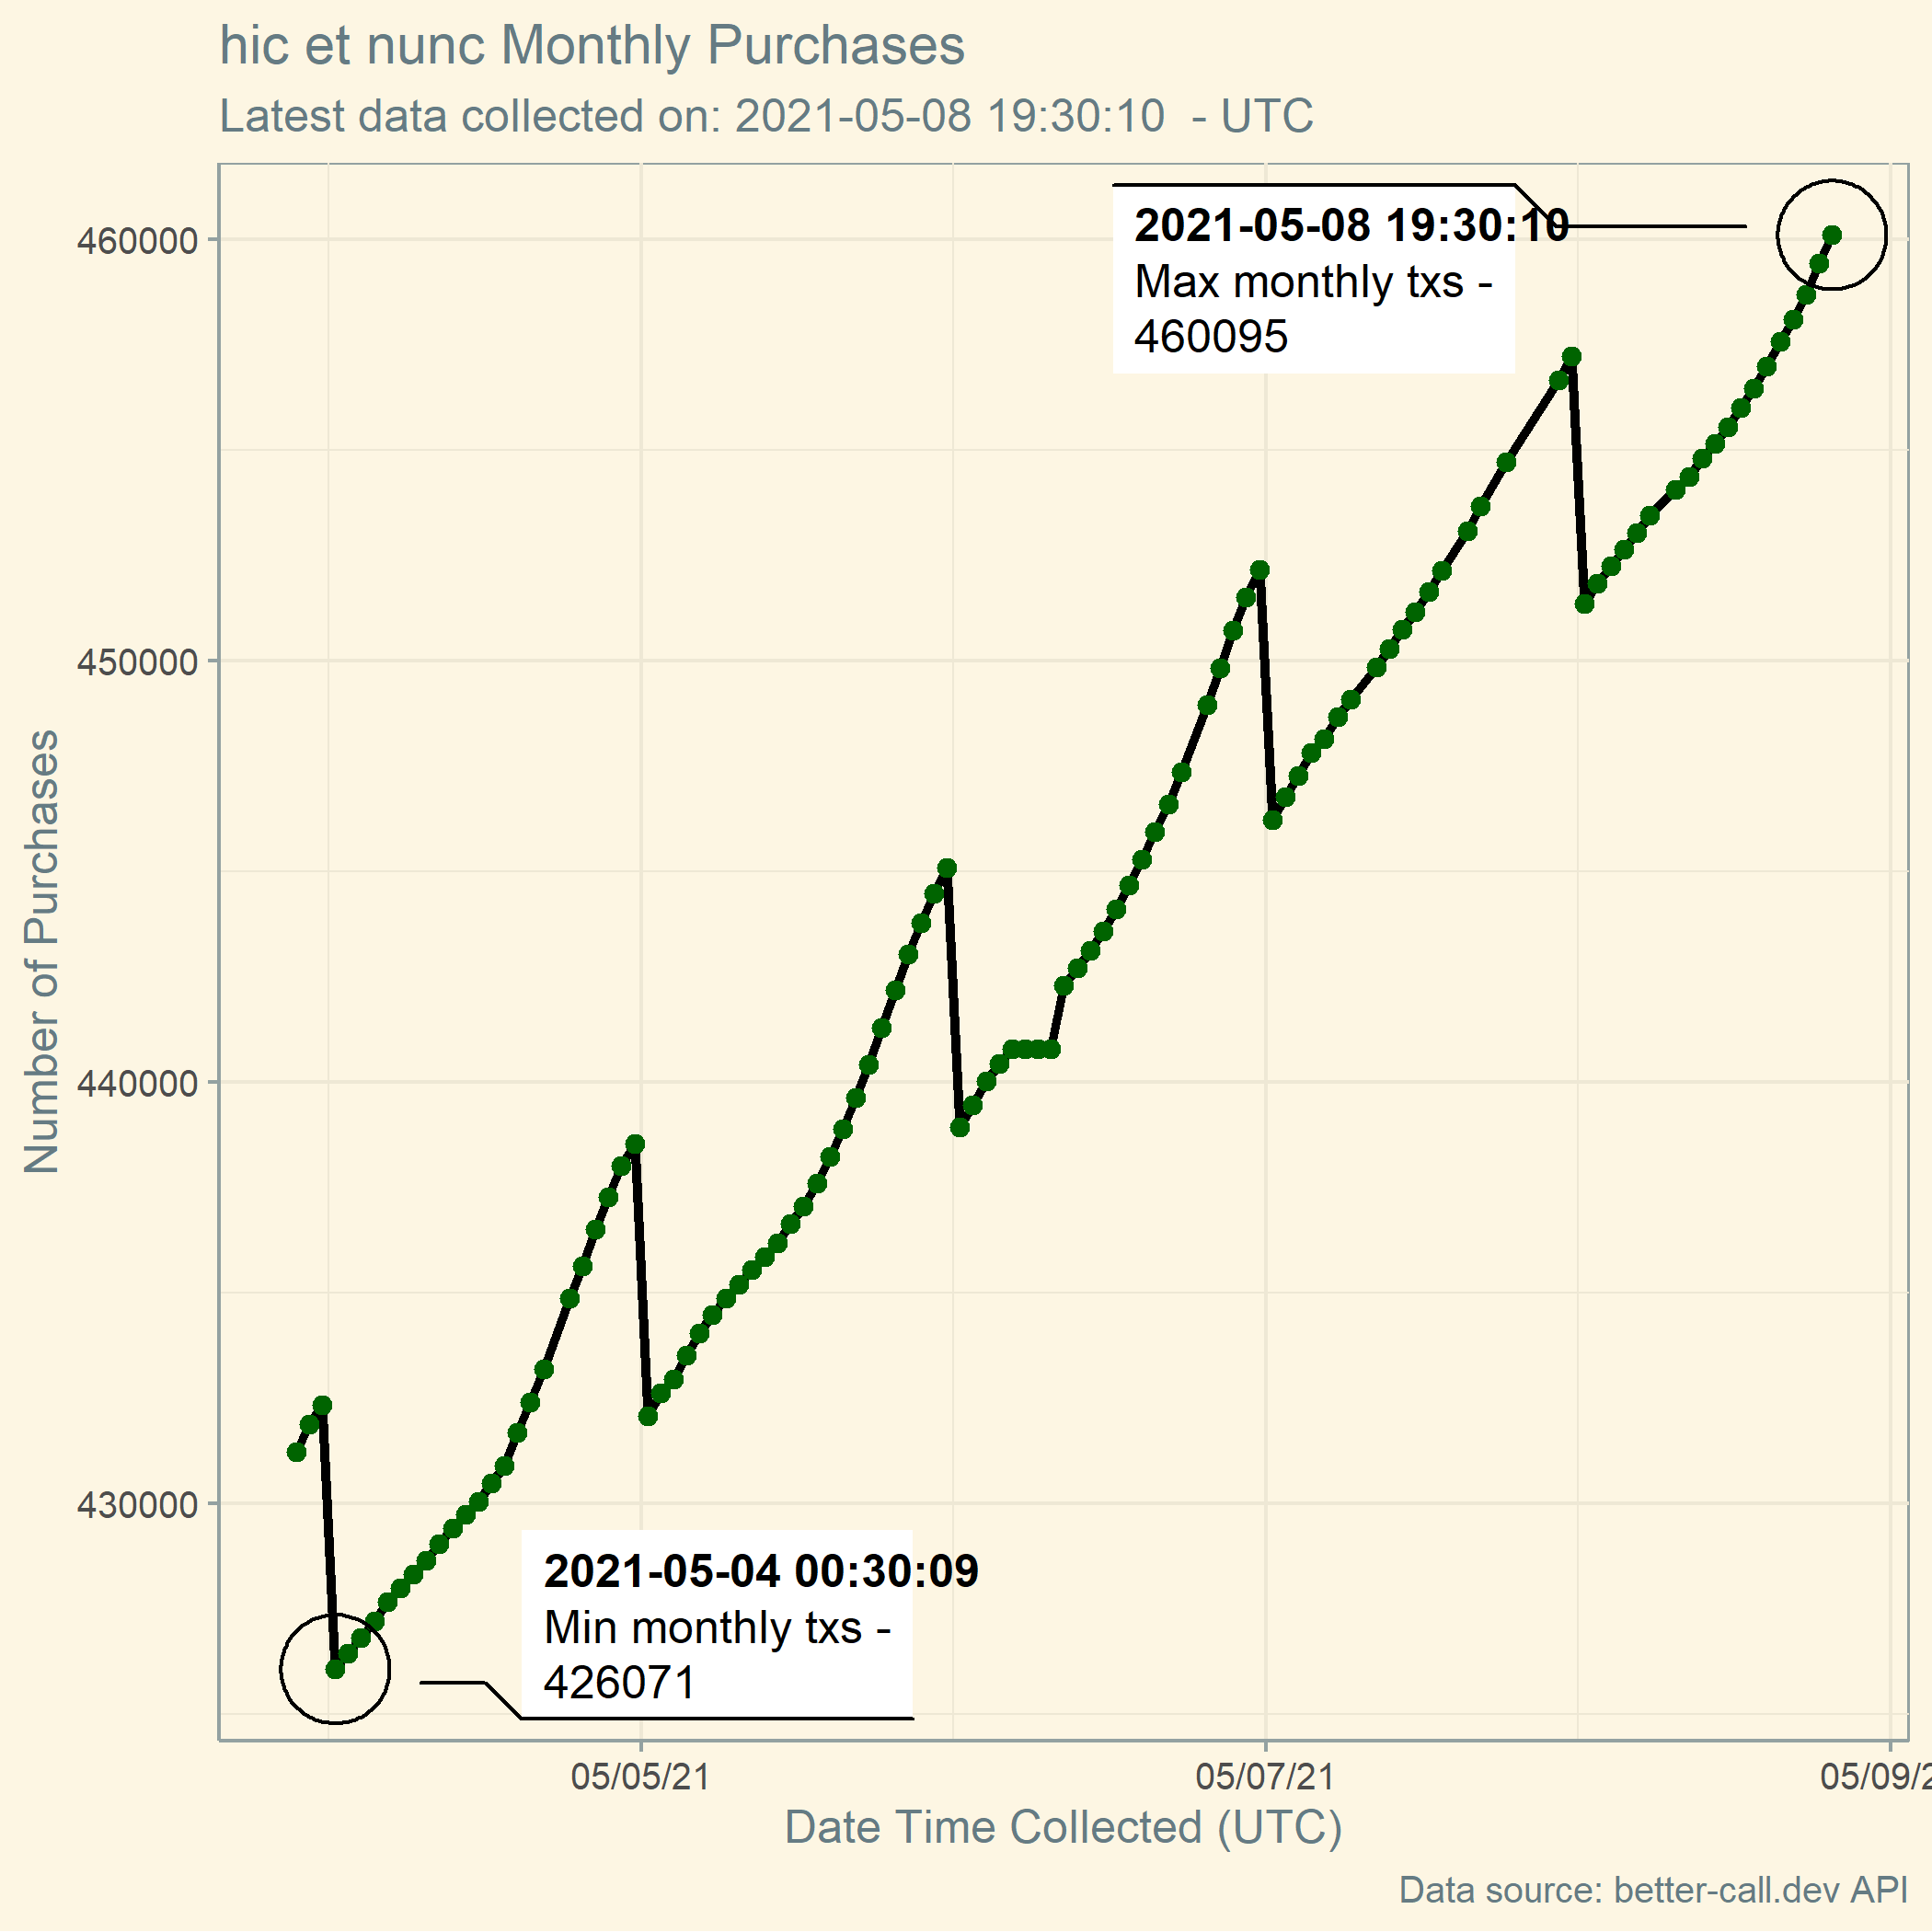 hic et nunc Monthly Purchases
Latest data collected on: 2021-05-08 19:30:10  - UTC
2021-05-08 19:30:10
Max monthly txs -
460095
460000
450000
440000
430000
Number of Purchases
2021-05-04 00:30:09
Min monthly txs -
426071
05/05/21
05/07/21
05/09/2
Date Time Collected (UTC)
Data source: better-call.dev API